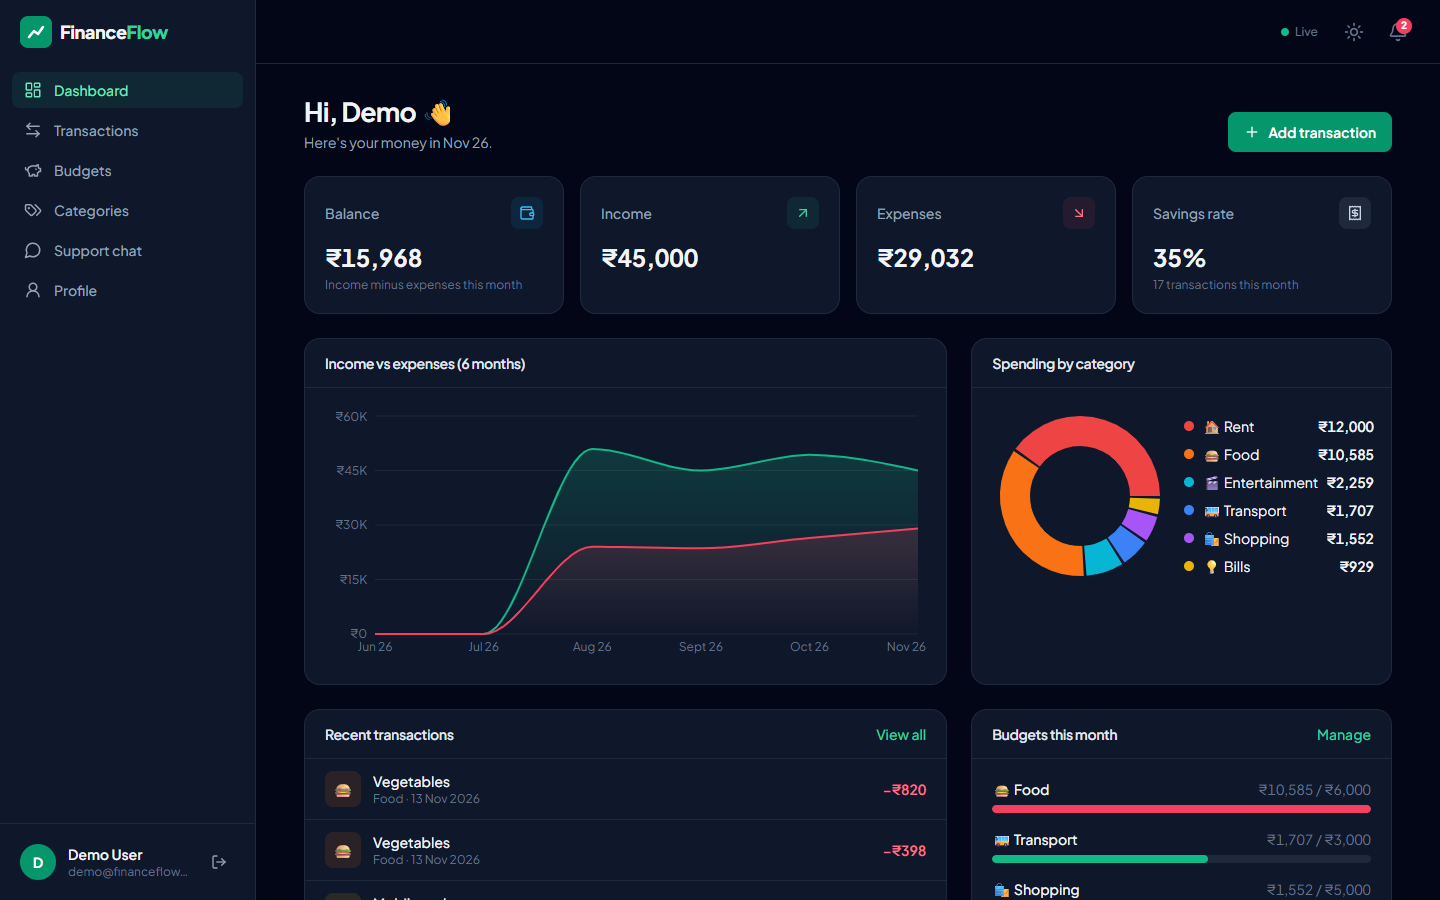 FinanceFlow
Live
2
Dashboard
Transactions
Budgets
Categories
Support chat
Profile
Hi, Demo 👋
Here's your money in Nov 26.
+ Add transaction
Balance
₹15,968
Income minus expenses this month
Income
₹45,000
Expenses
₹29,032
Savings rate
35%
17 transactions this month
Income vs expenses (6 months)
₹60K
₹45K
₹30K
₹15K
₹0
Jun 26 Jul 26 Aug 26 Sept 26 Oct 26 Nov 26
Spending by category
Rent ₹12,000
Food ₹10,585
Entertainment ₹2,259
Transport ₹1,707
Shopping ₹1,552
Bills ₹929
Recent transactions View all
Vegetables
Food · 13 Nov 2026
-₹820
Vegetables
Food · 13 Nov 2026
-₹398
Budgets this month Manage
Food ₹10,585 / ₹6,000
Transport ₹1,707 / ₹3,000
Shopping ₹1,552 / ₹5,000
D
Demo User
demo@financeflow...